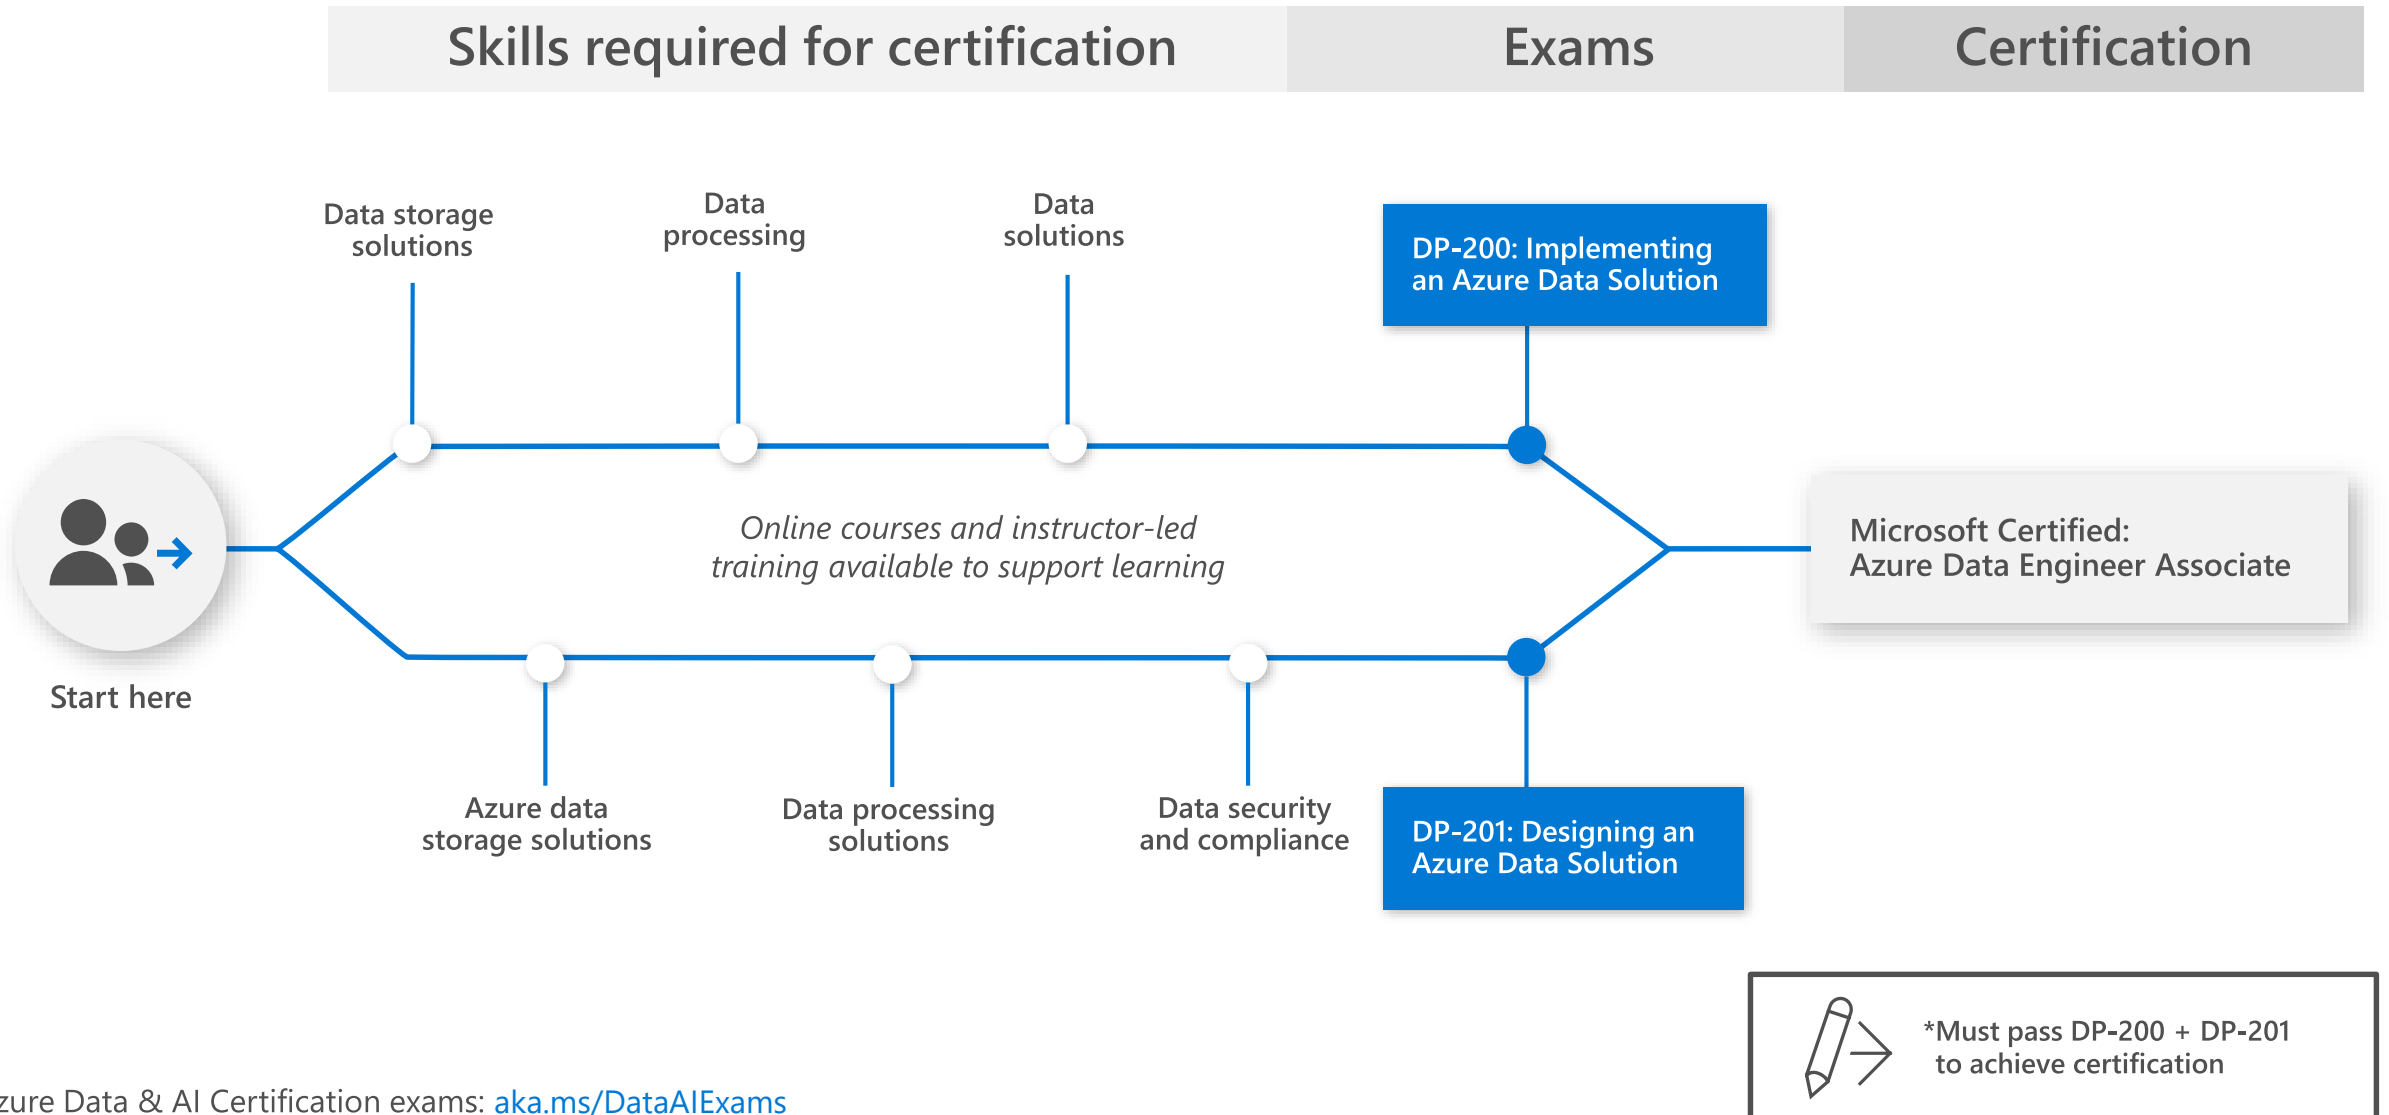 Skills required for certification
Exams
Certification
Data storage
solutions
Data
processing
Data
solutions
DP-200: Implementing
an Azure Data Solution
Online courses and instructor-led
training available to support learning
Microsoft Certified:
Azure Data Engineer Associate
Start here
Azure data
storage solutions
Data processing
solutions
Data security
and compliance
DP-201: Designing an
Azure Data Solution
*Must pass DP-200 + DP-201
to achieve certification
zure Data & AI Certification exams: aka.ms/DataAIExams